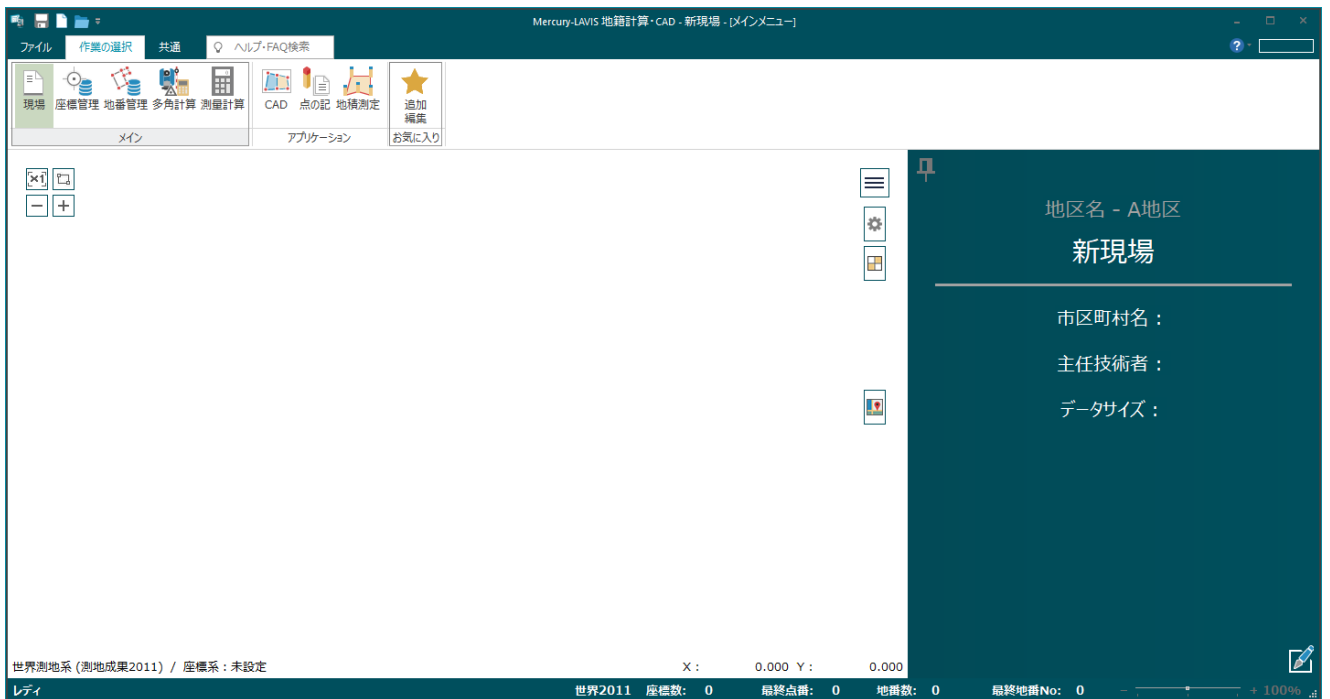 Mercury-LAVIS 地籍計算・CAD - 新現場 - [メインメニュー]
ファイル 作業の選択 共通 ヘルプ・FAQ検索
現場 座標管理 地番管理 多角計算 測量計算 CAD 点の記 地積測定 追加
編集
メイン アプリケーション お気に入り
地区名 - A地区
新現場
市区町村名：
主任技術者：
データサイズ：
世界測地系 (測地成果2011) / 座標系：未設定 X： 0.000 Y： 0.000
レディ 世界2011 座標数: 0 最終点番: 0 地番数: 0 最終地番No: 0 100%